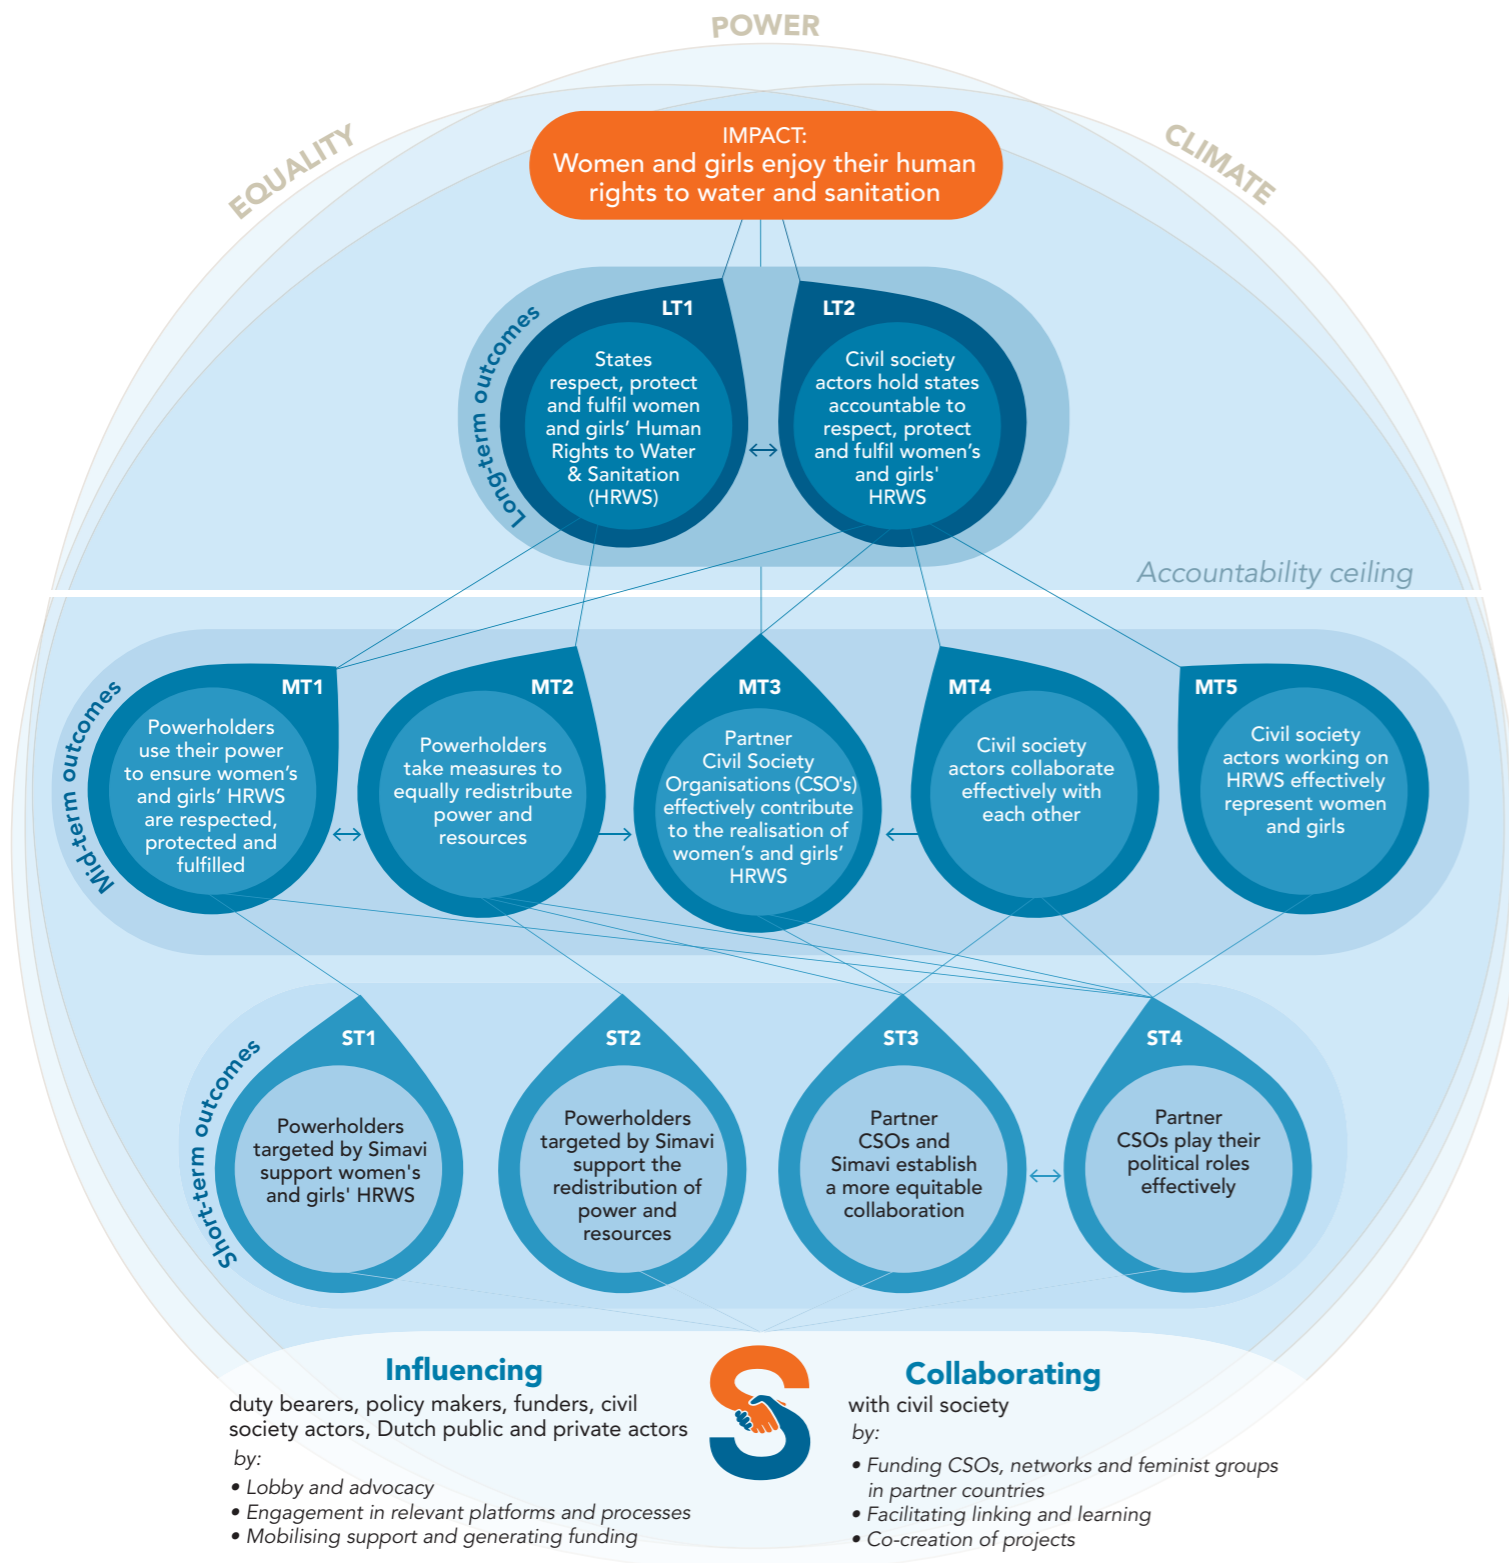 POWER
EQUALITY
CLIMATE
IMPACT:
Women and girls enjoy their human
rights to water and sanitation
Long-term outcomes
LT1
States
respect, protect
and fulfil women
and girls’ Human
Rights to Water
& Sanitation
(HRWS)
LT2
Civil society
actors hold states
accountable to
respect, protect
and fulfil women’s
and girls'
HRWS
Accountability ceiling
Mid-term outcomes
MT1
Powerholders
use their power
to ensure women’s
and girls’ HRWS
are respected,
protected and
fulfilled
MT2
Powerholders
take measures to
equally redistribute
power and
resources
MT3
Partner
Civil Society
Organisations (CSO's)
effectively contribute
to the realisation of
women’s and girls’
HRWS
MT4
Civil society
actors collaborate
effectively with
each other
MT5
Civil society
actors working on
HRWS effectively
represent women
and girls
Short-term outcomes
ST1
Powerholders
targeted by Simavi
support women's
and girls' HRWS
ST2
Powerholders
targeted by Simavi
support the
redistribution of
power and
resources
ST3
Partner
CSOs and
Simavi establish
a more equitable
collaboration
ST4
Partner
CSOs play their
political roles
effectively
Influencing
duty bearers, policy makers, funders, civil
society actors, Dutch public and private actors
by:
• Lobby and advocacy
• Engagement in relevant platforms and processes
• Mobilising support and generating funding
S
Collaborating
with civil society
by:
• Funding CSOs, networks and feminist groups
in partner countries
• Facilitating linking and learning
• Co-creation of projects